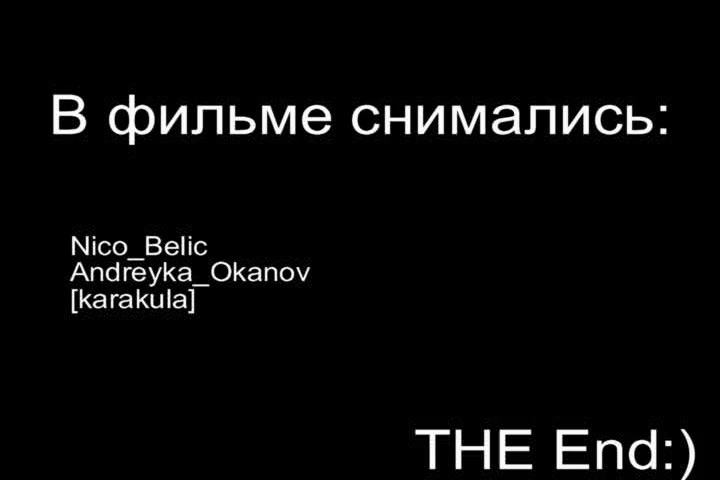 В фильме снимались:
Nico_Belic
Andreyka_Okanov
[karakula]
THE End:)